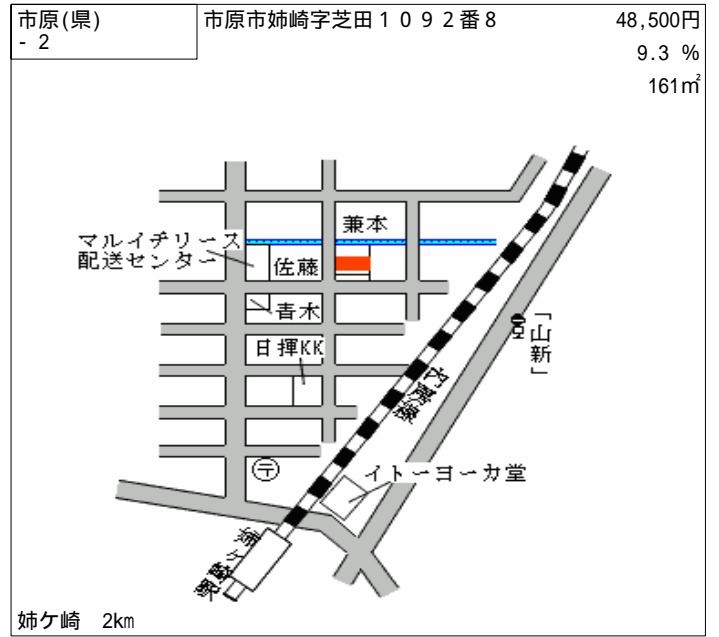 市原(県)
- 2
市原市姉崎字芝田１０９２番8
48,500円
9.3 %
161㎡
兼本
マルイチリース
配送センター
佐藤
青木
日揮KK
「山新」
内房線
〒
イトーヨーカ堂
姉ケ崎駅
姉ケ崎 2km